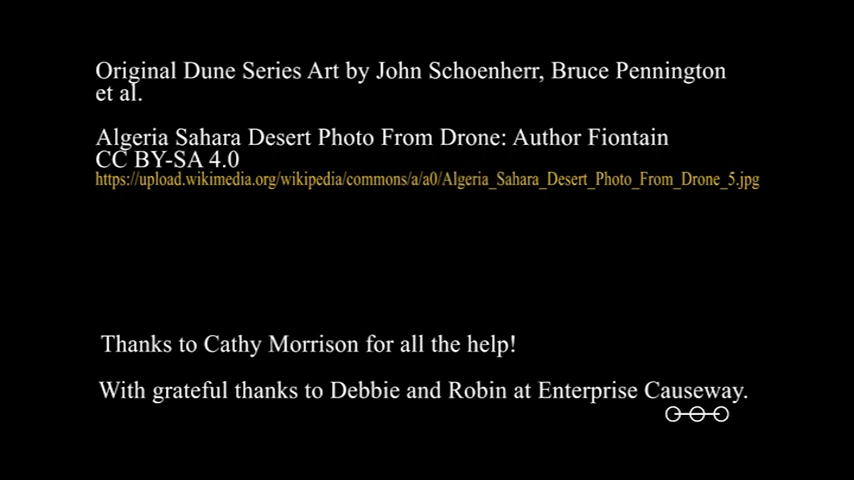 Original Dune Series Art by John Schoenherr, Bruce Pennington
et al.
Algeria Sahara Desert Photo From Drone: Author Fiontain
CC BY-SA 4.0
https://upload.wikimedia.org/wikipedia/commons/a/a0/Algeria_Sahara_Desert_Photo_From_Drone_5.jpg
Thanks to Cathy Morrison for all the help!
With grateful thanks to Debbie and Robin at Enterprise Causeway.